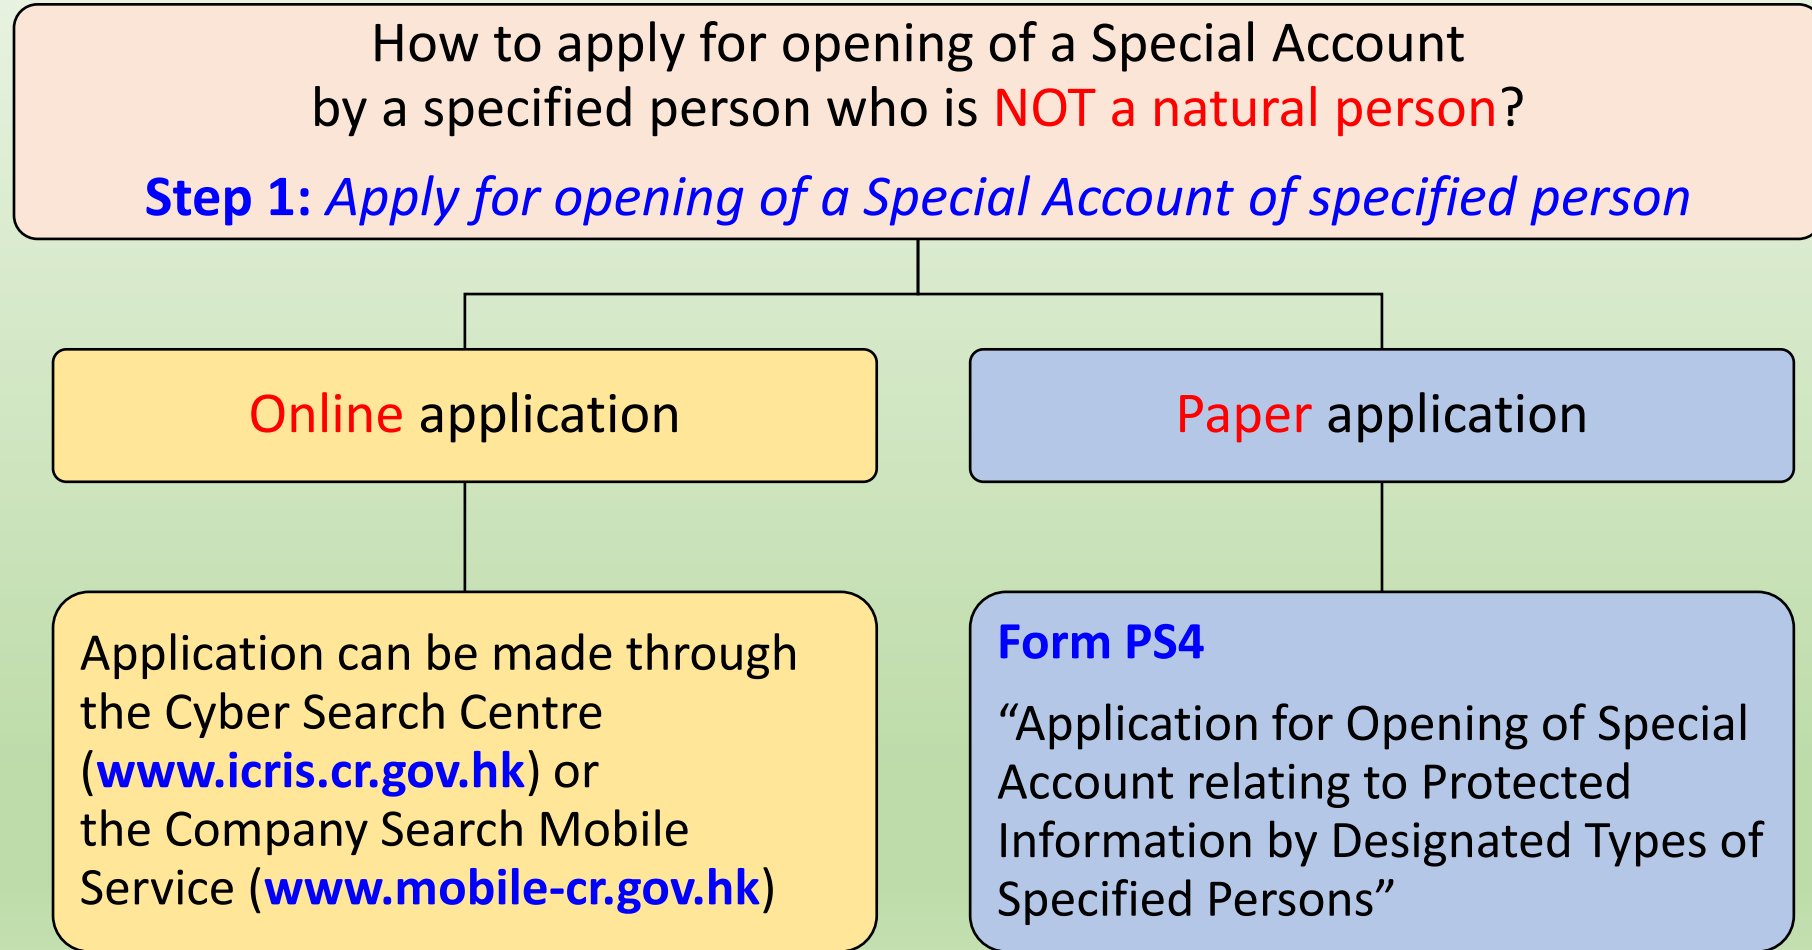 How to apply for opening of a Special Account
by a specified person who is NOT a natural person?
Step 1: Apply for opening of a Special Account of specified person
Online application
Paper application
Application can be made through
the Cyber Search Centre
(www.icris.cr.gov.hk) or
the Company Search Mobile
Service (www.mobile-cr.gov.hk)
Form PS4
“Application for Opening of Special
Account relating to Protected
Information by Designated Types of
Specified Persons”